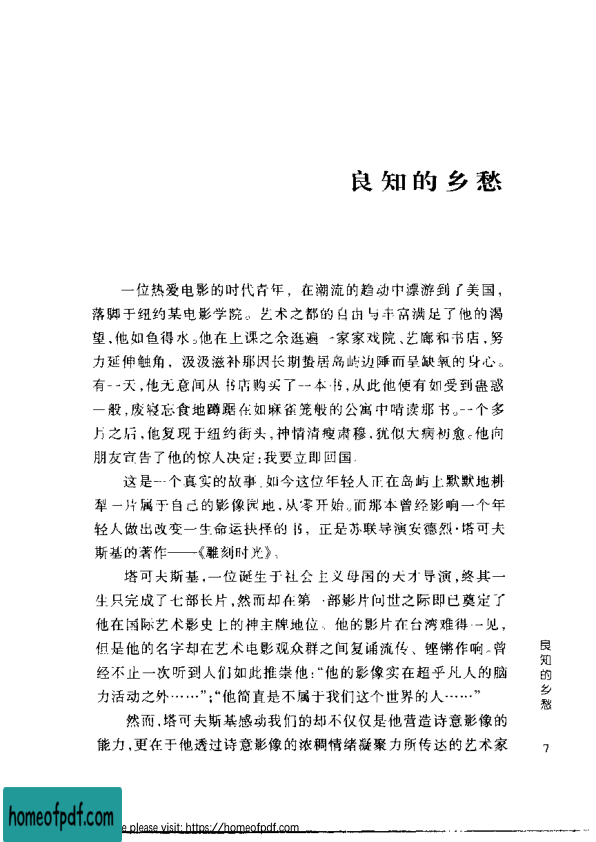 良知的乡愁
一位热爱电影的时代青年，在潮流的趋动中漂游到了美国，
落脚于纽约某电影学院。艺术之都的自由与丰富满足了他的渴
望，他如鱼得水。他在上课之余逛遍一家家戏院、艺廊和书店，努
力延伸触角，汲汲滋补那因长期蛰居岛屿边陲而呈缺氧的身心。
有一天，他无意间从书店购买了一本书，从此他便有如受到蛊惑
一般，废寝忘食地蹲踞在如麻雀笼般的公寓中啃读那书。一个多
月之后，他复现于纽约街头，神情清瘦肃穆，犹似大病初愈。他向
朋友宣告了他的惊人决定：我要立即回国。
这是一个真实的故事，如今这位年轻人正在岛屿上默默地耕
犁一片属于自己的影像园地，从零开始。而那本曾经影响一个年
轻人做出改变一生命运抉择的书，正是苏联导演安德烈·塔可夫
斯基的著作——《雕刻时光》。
塔可夫斯基，一位诞生于社会主义母国的天才导演，终其一
生只完成了七部长片，然而却在第一部影片问世之际即已奠定了
他在国际艺术影史上的神主牌地位。他的影片在台湾难得一见，
但是他的名字却在艺术电影观众群之间复诵流传、铿锵作响。曾
经不止一次听到人们如此推崇他：“他的影像实在超乎凡人的脑
力活动之外……”；“他简直是不属于我们这个世界的人……”
然而，塔可夫斯基感动我们的却不仅仅是他营造诗意影像的
能力，更在于他透过诗意影像的浓稠情绪凝聚力所传达的艺术家
良知的乡愁
7
homeofpdf.com
e please visit: https://homeofpdf.com